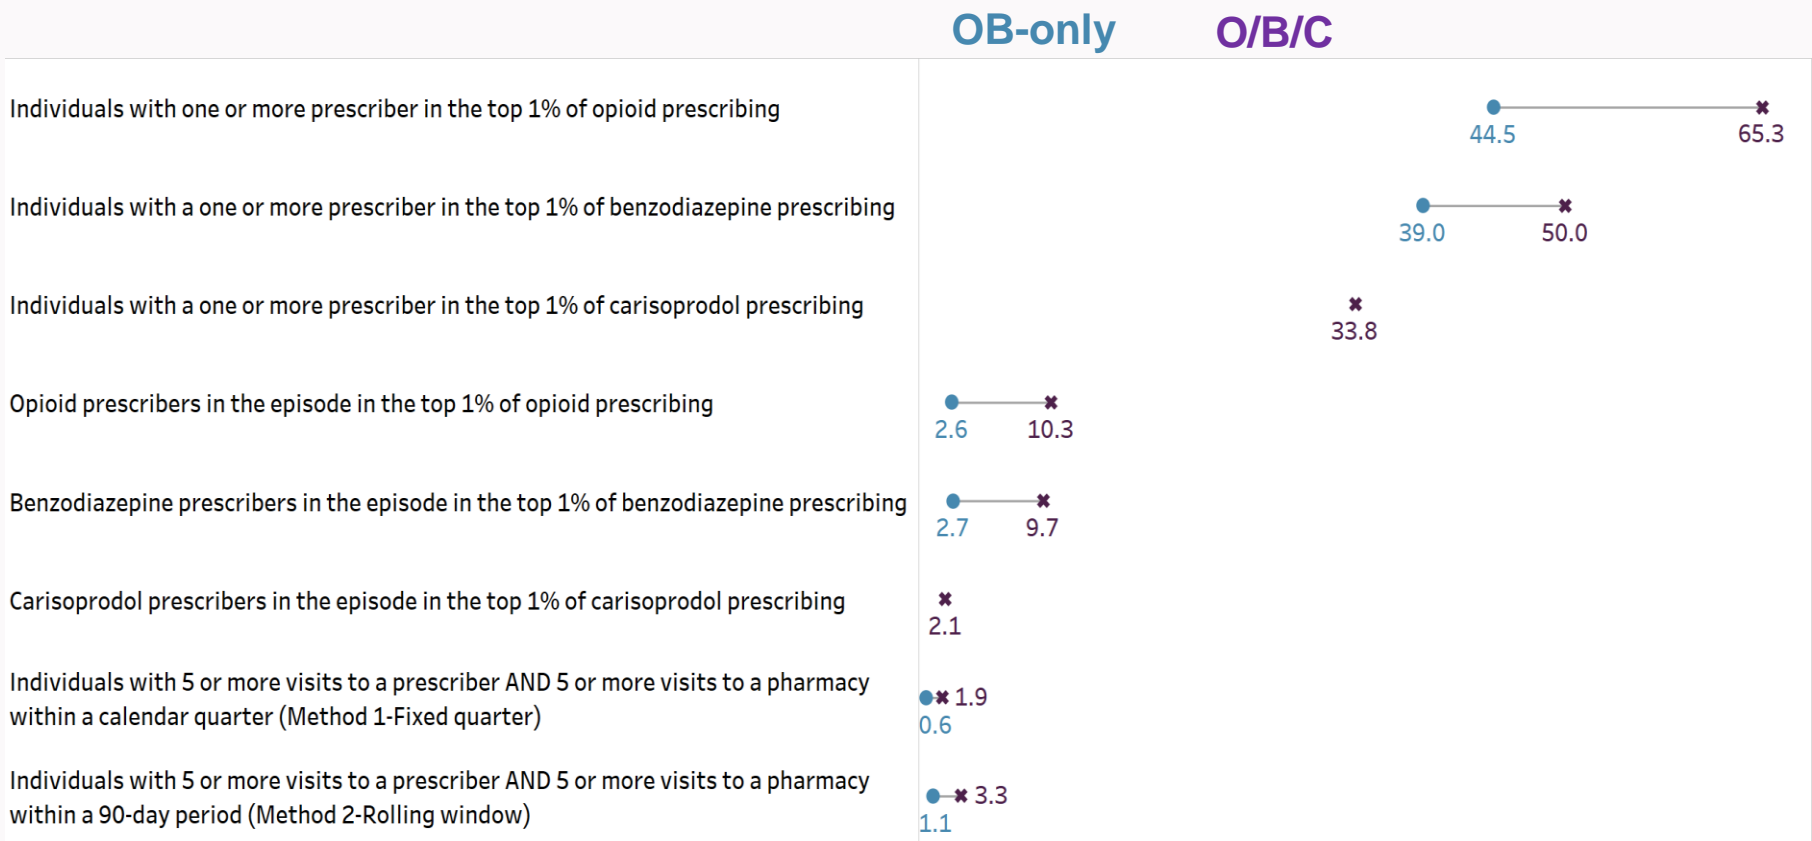 OB-only O/B/C
Individuals with one or more prescriber in the top 1% of opioid prescribing
44.5 65.3
Individuals with a one or more prescriber in the top 1% of benzodiazepine prescribing
39.0 50.0
Individuals with a one or more prescriber in the top 1% of carisoprodol prescribing
33.8
Opioid prescribers in the episode in the top 1% of opioid prescribing
2.6 10.3
Benzodiazepine prescribers in the episode in the top 1% of benzodiazepine prescribing
2.7 9.7
Carisoprodol prescribers in the episode in the top 1% of carisoprodol prescribing
2.1
Individuals with 5 or more visits to a prescriber AND 5 or more visits to a pharmacy
within a calendar quarter (Method 1-Fixed quarter)
1.9
0.6
Individuals with 5 or more visits to a prescriber AND 5 or more visits to a pharmacy
within a 90-day period (Method 2-Rolling window)
3.3
1.1